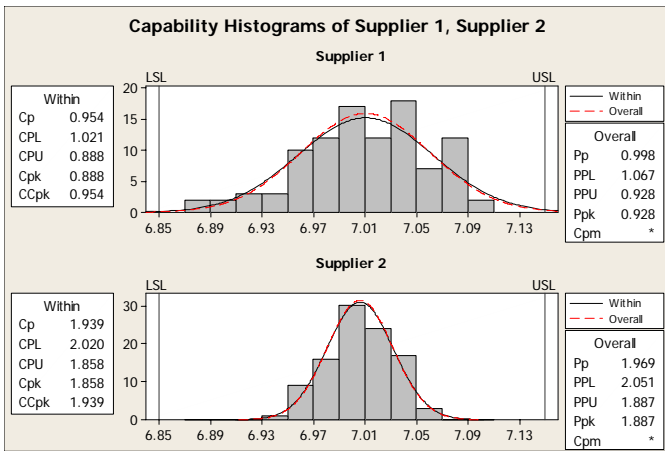 Capability Histograms of Supplier 1, Supplier 2
Supplier 1
LSL USL
Within
Cp 0.954
CPL 1.021
CPU 0.888
Cpk 0.888
CCpk 0.954
20
15
10
5
0
6.85 6.89 6.93 6.97 7.01 7.05 7.09 7.13
Within
Overall
Overall
Pp 0.998
PPL 1.067
PPU 0.928
Ppk 0.928
Cpm *
Supplier 2
LSL USL
Within
Cp 1.939
CPL 2.020
CPU 1.858
Cpk 1.858
CCpk 1.939
30
20
10
0
6.85 6.89 6.93 6.97 7.01 7.05 7.09 7.13
Within
Overall
Overall
Pp 1.969
PPL 2.051
PPU 1.887
Ppk 1.887
Cpm *